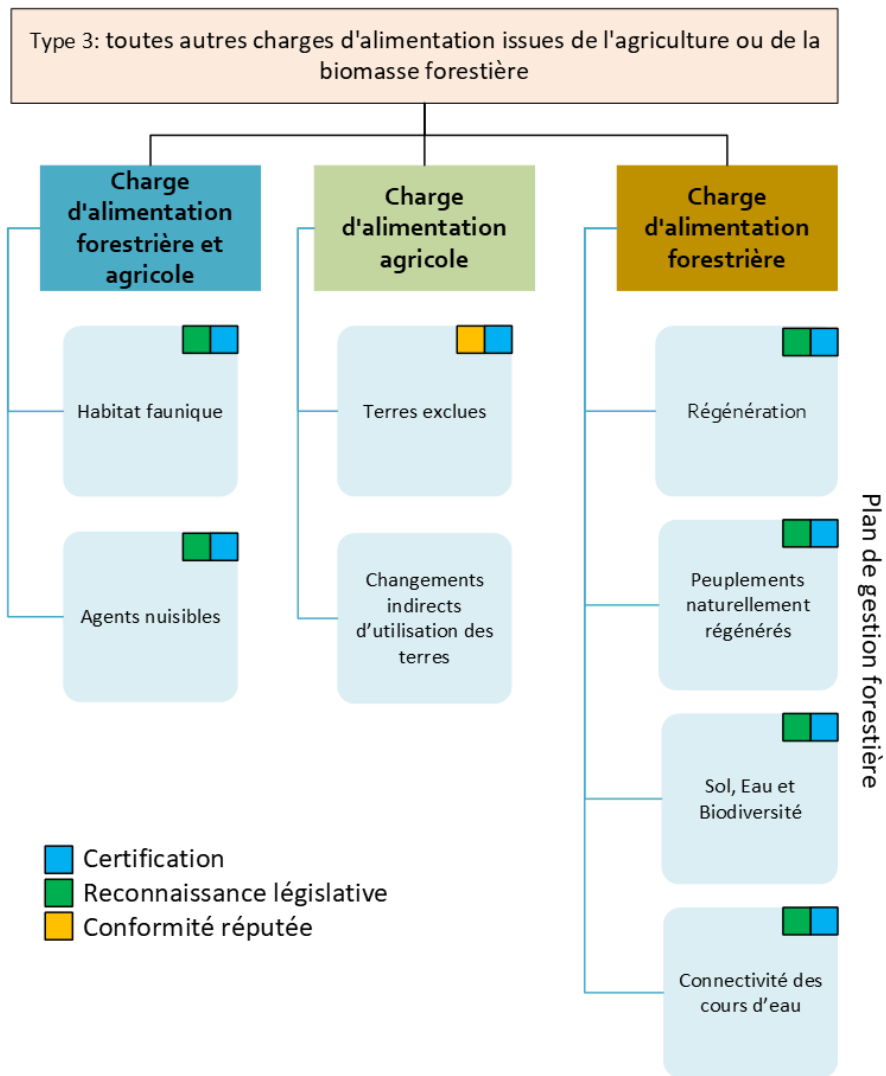 Type 3: toutes autres charges d'alimentation issues de l'agriculture ou de la
biomasse forestière
Charge
d'alimentation
forestrière et
agricole
Charge
d'alimentation
agricole
Charge
d'alimentation
forestrière
Habitat faunique
Terres exclues
Régénération
Agents nuisibles
Changements
indirects
d’utilisation des
terres
Peuplements
naturellement
régénérés
Sol, Eau et
Biodiversité
Connectivité des
cours d’eau
Plan de gestion forestière
Certification
Reconnaissance législative
Conformité réputée